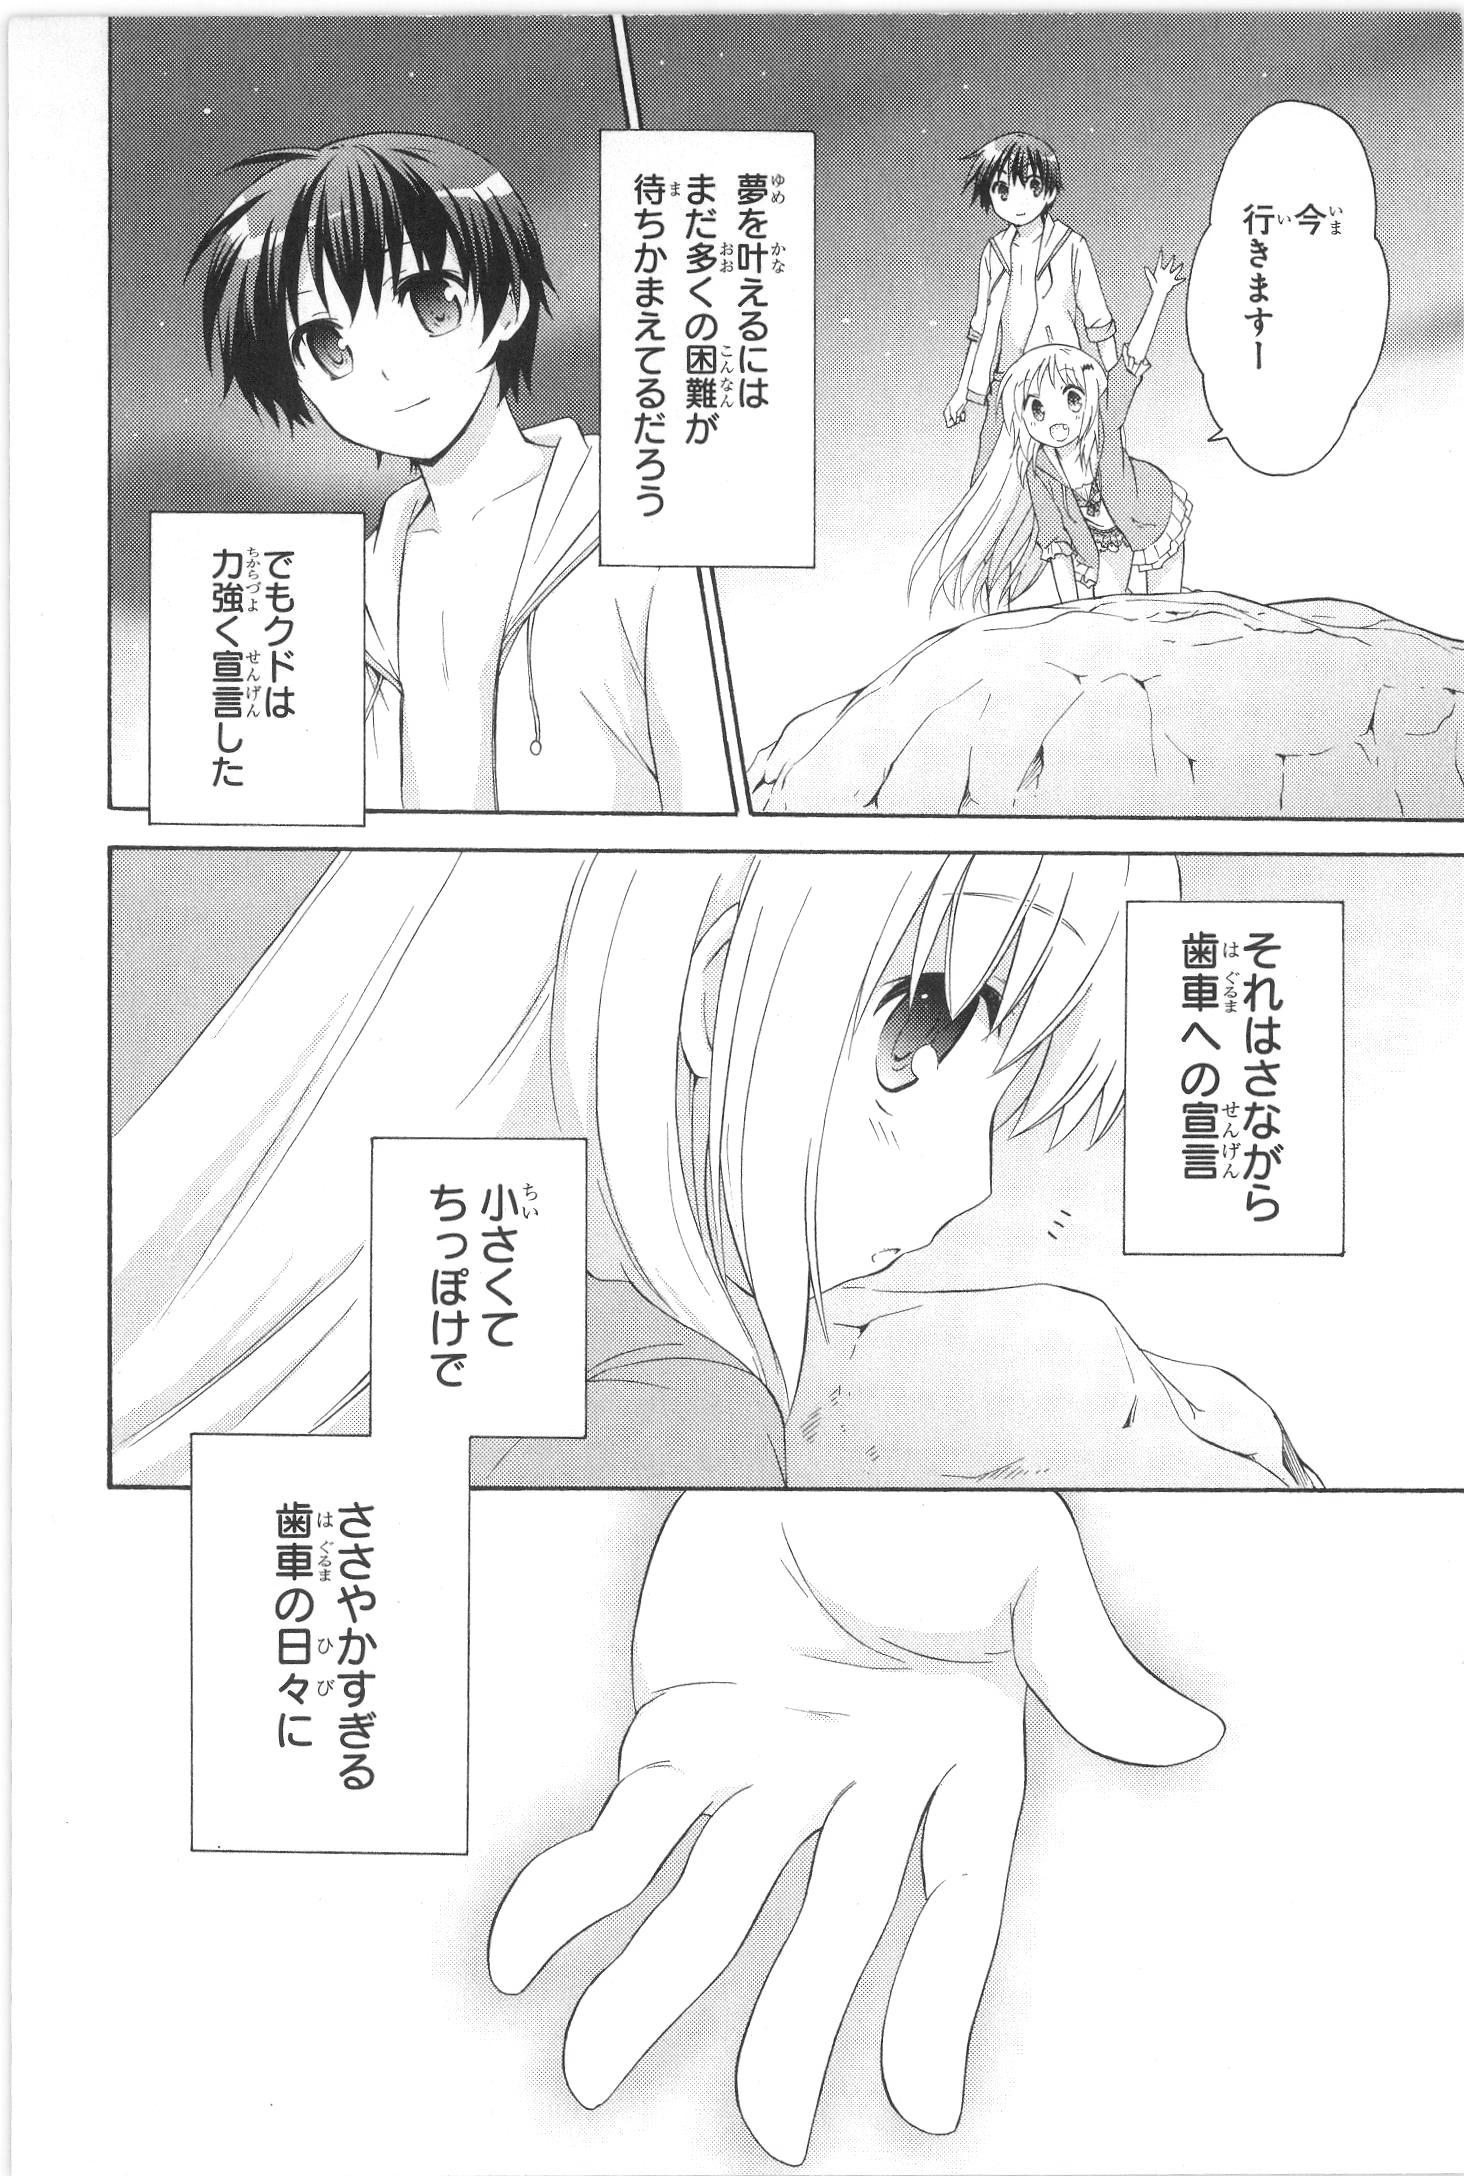 今
行きますー
夢を叶えるには
まだ多くの困難が
待ちかまえてるだろう
でもクドは
力強く宣言した
それはさながら
歯車への宣言
小さくて
ちっぽけで
ささやかすぎる
歯車の日々に